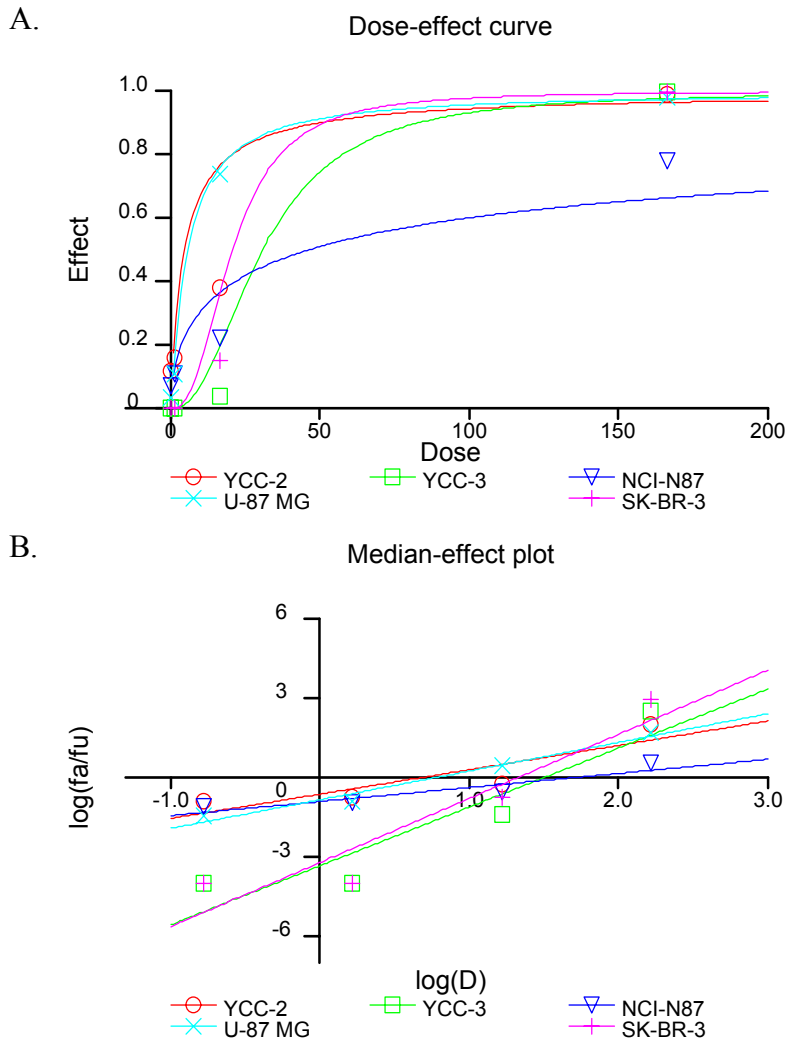 A.
Dose-effect curve
1.0
0.8
0.6
0.4
0.2
0
Effect
0 50 100 150 200
Dose
YCC-2 YCC-3 NCI-N87
U-87 MG SK-BR-3
B.
Median-effect plot
6
3
0
-3
-6
log(fa/fu)
-1.0 1.0 2.0 3.0
log(D)
YCC-2 YCC-3 NCI-N87
U-87 MG SK-BR-3